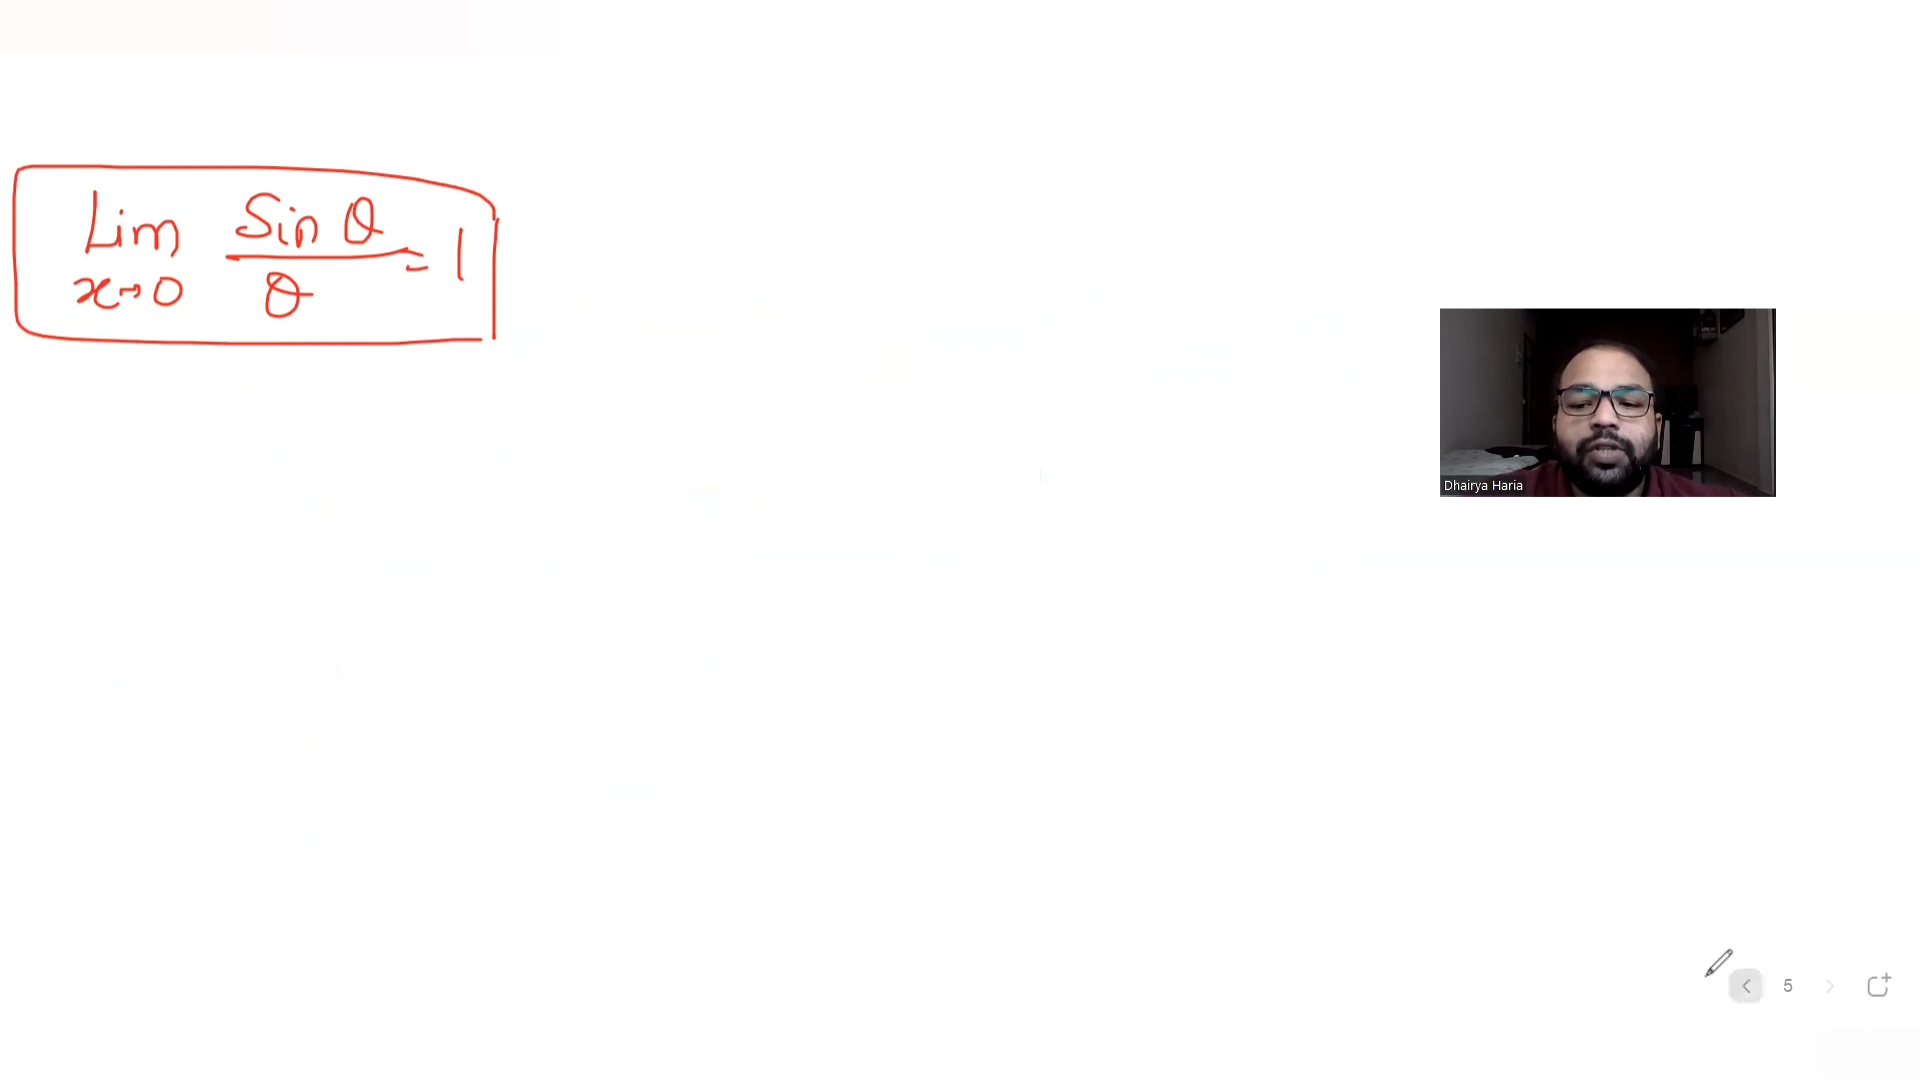 Lim Sin θ / θ = 1
x→0
Dhairya Haria
5